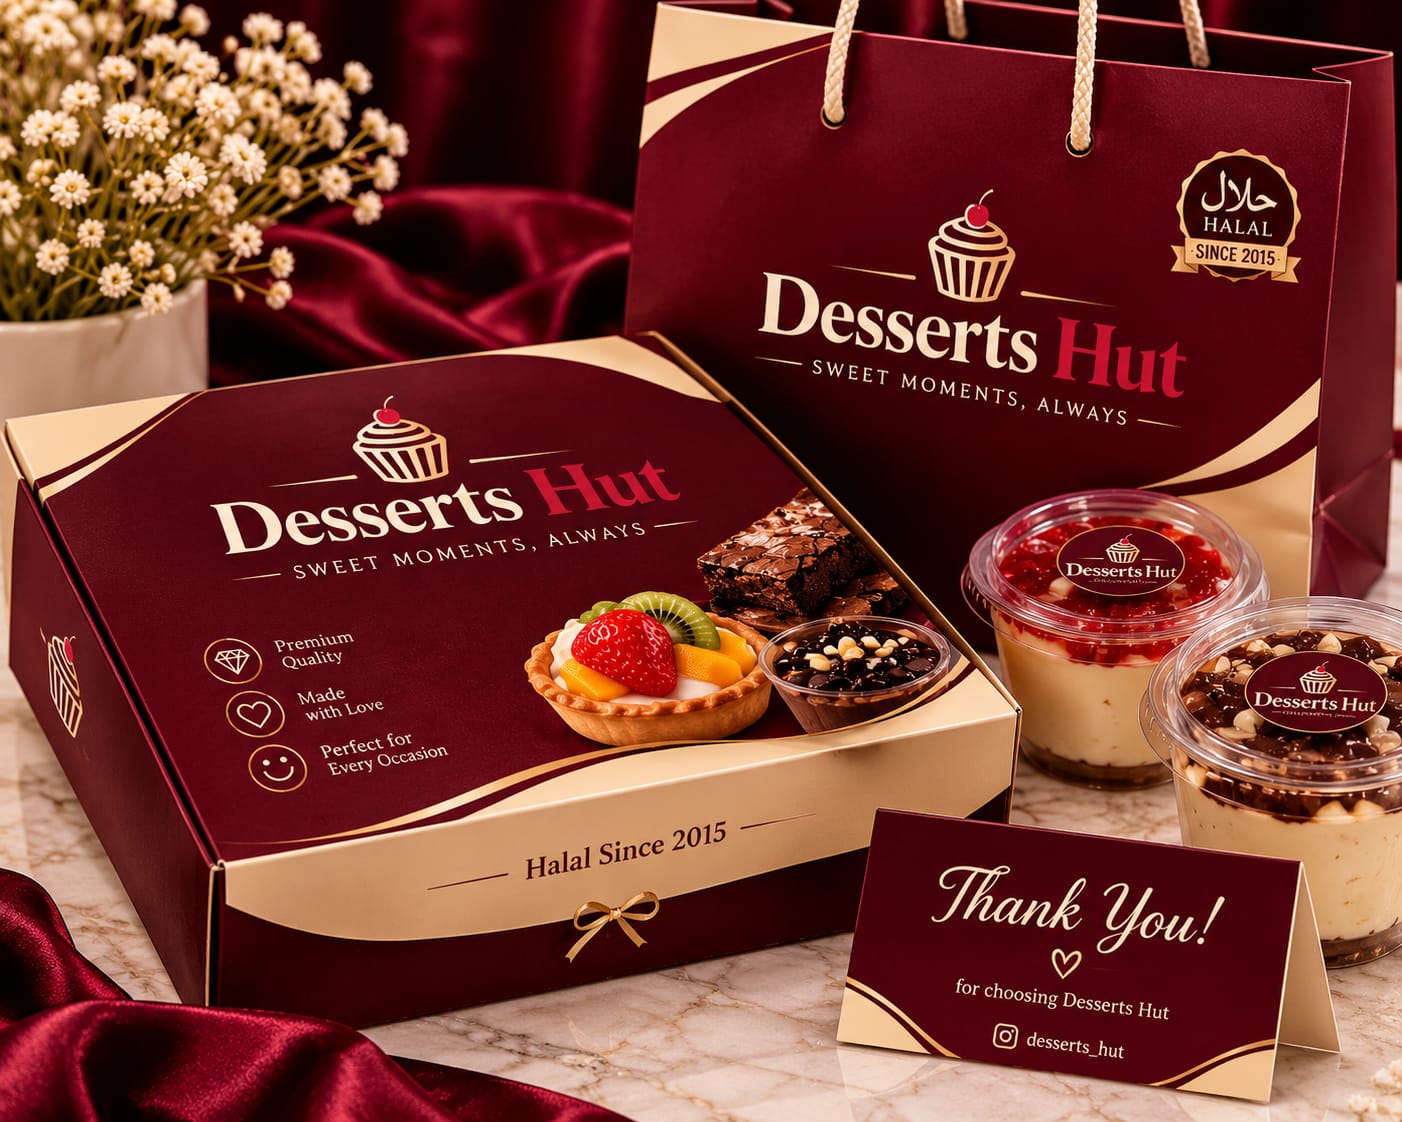 حلال
HALAL
SINCE 2015
Desserts Hut
SWEET MOMENTS, ALWAYS
Desserts Hut
SWEET MOMENTS, ALWAYS
Premium
Quality
Made
with Love
Perfect for
Every Occasion
Halal Since 2015
Desserts Hut
Desserts Hut
Thank You!
for choosing Desserts Hut
desserts_hut